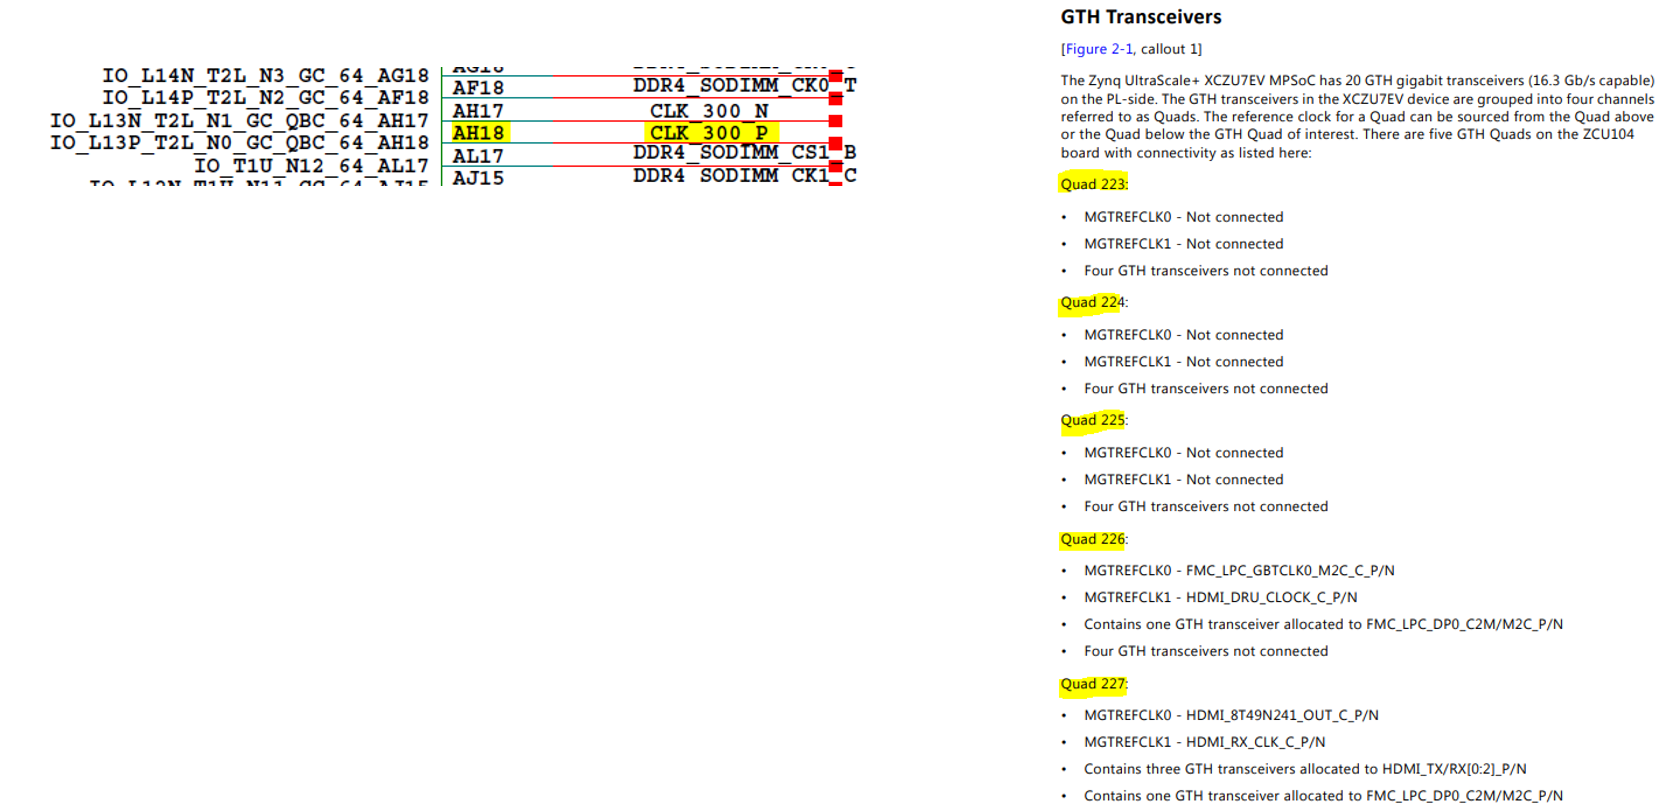 IO_L14N_T2L_N3_GC_64_AG18
IO_L14P_T2L_N2_GC_64_AF18 AF18 DDR4_SODIMM_CK0_T
IO_L13N_T2L_N1_GC_QBC_64_AH17 AH17 CLK_300_N
IO_L13P_T2L_N0_GC_QBC_64_AH18 AH18 CLK_300_P
IO_T1U_N12_64_AL17 AL17 DDR4_SODIMM_CS1_B
AJ15 DDR4_SODIMM_CK1_C
GTH Transceivers
[Figure 2-1, callout 1]
The Zynq UltraScale+ XCZU7EV MPSoC has 20 GTH gigabit transceivers (16.3 Gb/s capable)
on the PL-side. The GTH transceivers in the XCZU7EV device are grouped into four channels
referred to as Quads. The reference clock for a Quad can be sourced from the Quad above
or the Quad below the GTH Quad of interest. There are five GTH Quads on the ZCU104
board with connectivity as listed here:
Quad 223:
• MGTREFCLK0 - Not connected
• MGTREFCLK1 - Not connected
• Four GTH transceivers not connected
Quad 224:
• MGTREFCLK0 - Not connected
• MGTREFCLK1 - Not connected
• Four GTH transceivers not connected
Quad 225:
• MGTREFCLK0 - Not connected
• MGTREFCLK1 - Not connected
• Four GTH transceivers not connected
Quad 226:
• MGTREFCLK0 - FMC_LPC_GBTCLK0_M2C_C_P/N
• MGTREFCLK1 - HDMI_DRU_CLOCK_C_P/N
• Contains one GTH transceiver allocated to FMC_LPC_DP0_C2M/M2C_P/N
• Four GTH transceivers not connected
Quad 227:
• MGTREFCLK0 - HDMI_8T49N241_OUT_C_P/N
• MGTREFCLK1 - HDMI_RX_CLK_C_P/N
• Contains three GTH transceivers allocated to HDMI_TX/RX[0:2]_P/N
• Contains one GTH transceiver allocated to FMC_LPC_DP0_C2M/M2C_P/N